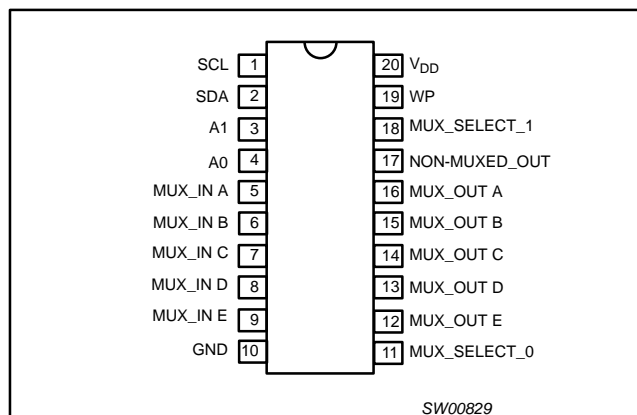 SCL 1 20 VDD
SDA 2 19 WP
A1 3 18 MUX_SELECT_1
A0 4 17 NON-MUXED_OUT
MUX_IN A 5 16 MUX_OUT A
MUX_IN B 6 15 MUX_OUT B
MUX_IN C 7 14 MUX_OUT C
MUX_IN D 8 13 MUX_OUT D
MUX_IN E 9 12 MUX_OUT E
GND 10 11 MUX_SELECT_0
SW00829